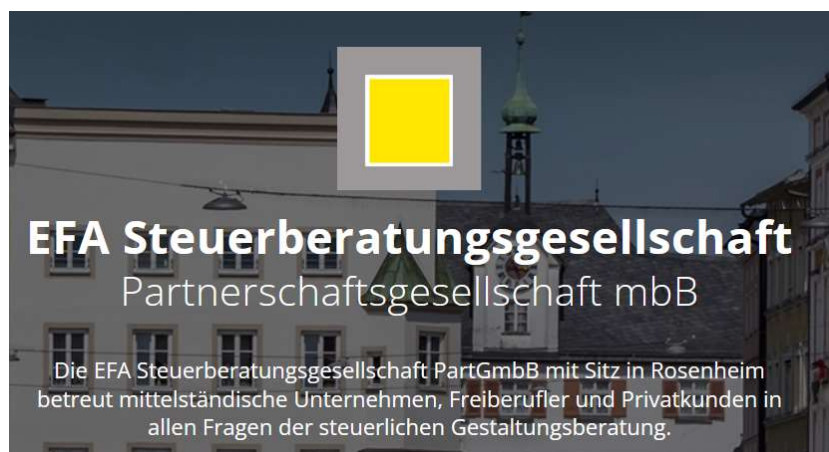 EFA Steuerberatungsgesellschaft
Partnerschaftsgesellschaft mbB
Die EFA Steuerberatungsgesellschaft PartGmbB mit Sitz in Rosenheim
betreut mittelständische Unternehmen, Freiberufler und Privatkunden in
allen Fragen der steuerlichen Gestaltungsberatung.